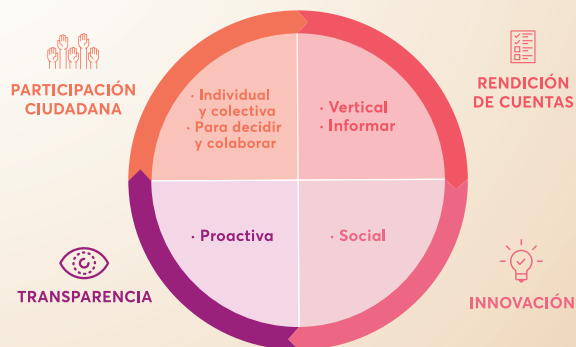 PARTICIPACIÓN
CIUDADANA
· Individual
y colectiva
· Para decidir
y colaborar
· Vertical
· Informar
RENDICIÓN
DE CUENTAS
TRANSPARENCIA
· Proactiva
· Social
INNOVACIÓN